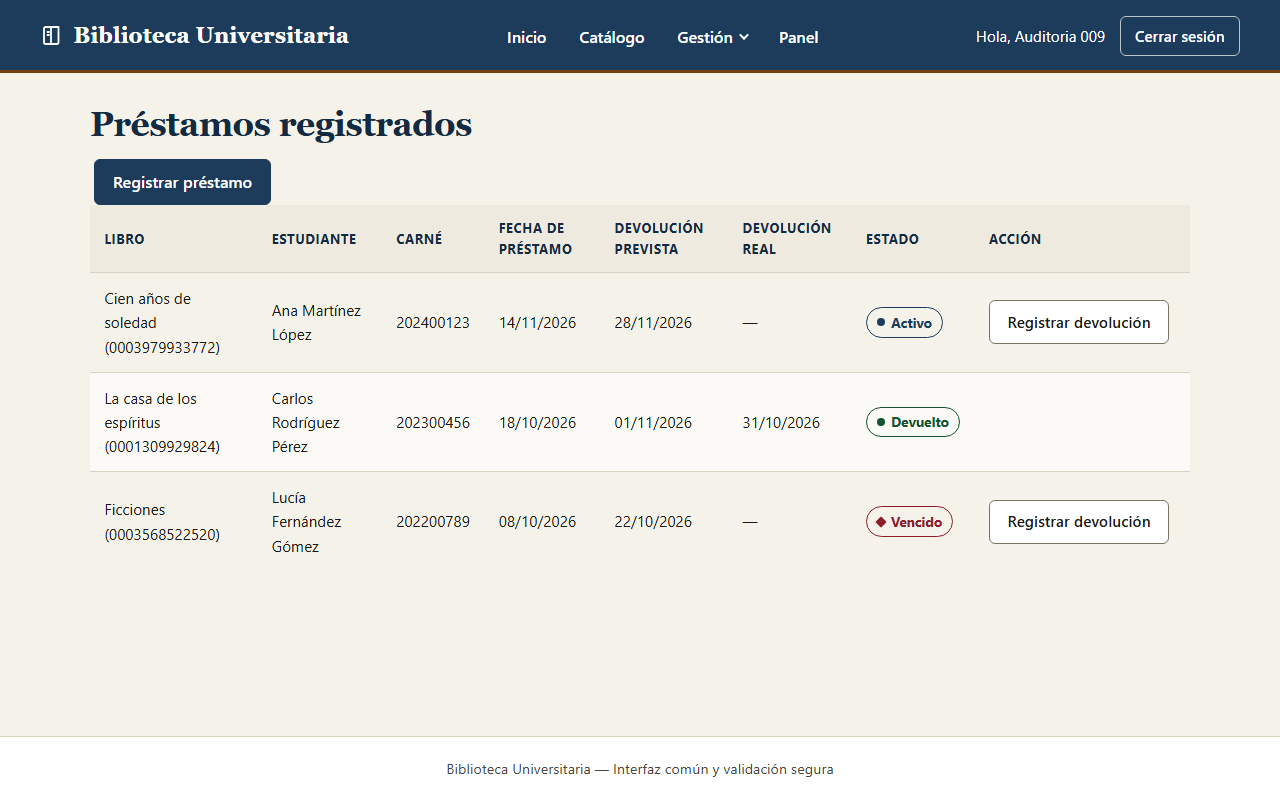 Biblioteca Universitaria
Inicio
Catálogo
Gestión
Panel
Hola, Auditoria 009
Cerrar sesión
Préstamos registrados
Registrar préstamo
LIBRO
ESTUDIANTE
CARNÉ
FECHA DE
PRÉSTAMO
DEVOLUCIÓN
PREVISTA
DEVOLUCIÓN
REAL
ESTADO
ACCIÓN
Cien años de
soledad
(0003979933772)
Ana Martínez
López
202400123
14/11/2026
28/11/2026
—
Activo
Registrar devolución
La casa de los
espíritus
(0001309929824)
Carlos
Rodríguez
Pérez
202300456
18/10/2026
01/11/2026
31/10/2026
Devuelto
Ficciones
(0003568522520)
Lucía
Fernández
Gómez
202200789
08/10/2026
22/10/2026
—
Vencido
Registrar devolución
Biblioteca Universitaria — Interfaz común y validación segura